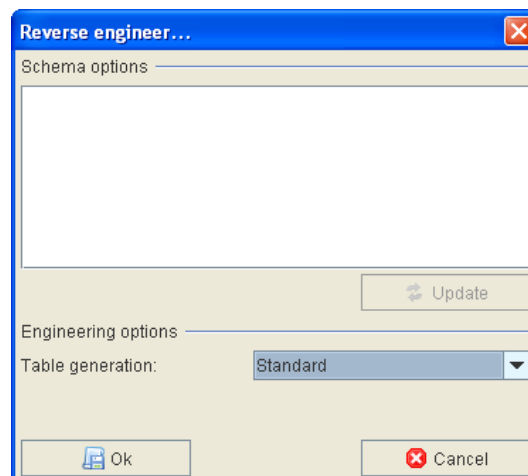 Reverse engineer...
Schema options
Update
Engineering options
Table generation: Standard
Ok Cancel